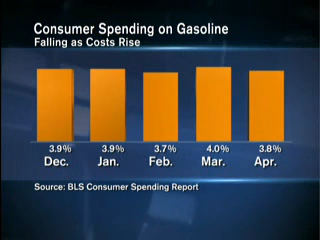 Consumer Spending on Gasoline
Falling as Costs Rise
3.9% 3.9% 3.7% 4.0% 3.8%
Dec. Jan. Feb. Mar. Apr.
Source: BLS Consumer Spending Report